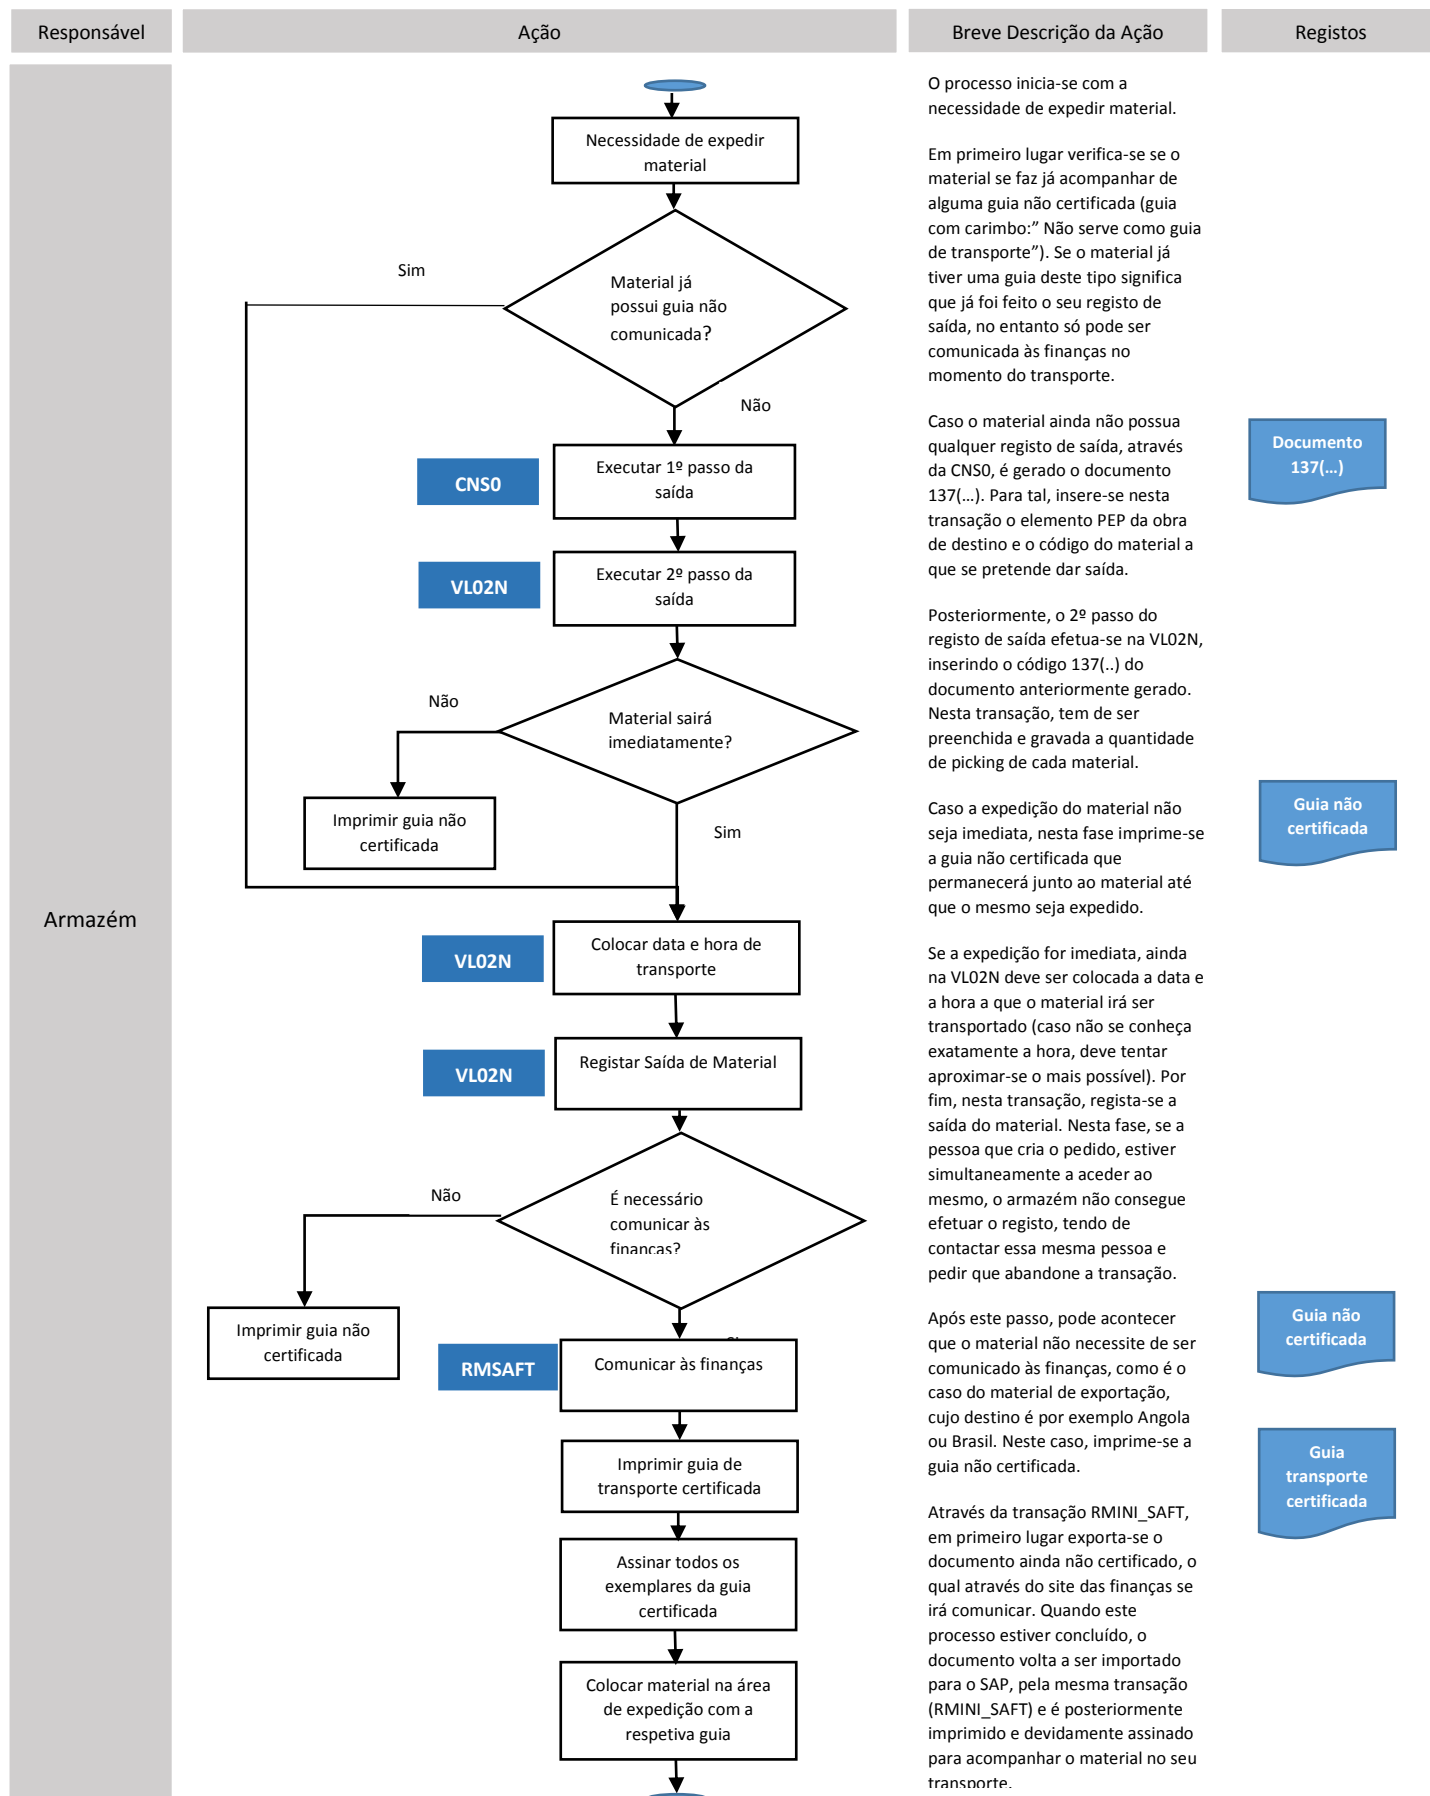 Responsável
Ação
Breve Descrição da Ação
Registos
Armazém
Necessidade de expedir
material
Sim
Material já
possui guia não
comunicada?
Não
CNS0
Executar 1º passo da
saída
VL02N
Executar 2º passo da
saída
Não
Material sairá
imediatamente?
Imprimir guia não
certificada
Sim
VL02N
Colocar data e hora de
transporte
VL02N
Registar Saída de Material
Não
É necessário
comunicar às
finanças?
Imprimir guia não
certificada
RMSAFT
Comunicar às finanças
Imprimir guia de
transporte certificada
Assinar todos os
exemplares da guia
certificada
Colocar material na área
de expedição com a
respetiva guia
O processo inicia-se com a
necessidade de expedir material.
Em primeiro lugar verifica-se se o
material se faz já acompanhar de
alguma guia não certificada (guia
com carimbo:” Não serve como guia
de transporte”). Se o material já
tiver uma guia deste tipo significa
que já foi feito o seu registo de
saída, no entanto só pode ser
comunicada às finanças no
momento do transporte.
Caso o material ainda não possua
qualquer registo de saída, através
da CNS0, é gerado o documento
137(…). Para tal, insere-se nesta
transação o elemento PEP da obra
de destino e o código do material a
que se pretende dar saída.
Posteriormente, o 2º passo do
registo de saída efetua-se na VL02N,
inserindo o código 137(..) do
documento anteriormente gerado.
Nesta transação, tem de ser
preenchida e gravada a quantidade
de picking de cada material.
Caso a expedição do material não
seja imediata, nesta fase imprime-se
a guia não certificada que
permanecerá junto ao material até
que o mesmo seja expedido.
Se a expedição for imediata, ainda
na VL02N deve ser colocada a data e
a hora a que o material irá ser
transportado (caso não se conheça
exatamente a hora, deve tentar
aproximar-se o mais possível). Por
fim, nesta transação, regista-se a
saída do material. Nesta fase, se a
pessoa que cria o pedido, estiver
simultaneamente a aceder ao
mesmo, o armazém não consegue
efetuar o registo, tendo de
contactar essa mesma pessoa e
pedir que abandone a transação.
Após este passo, pode acontecer
que o material não necessite de ser
comunicado às finanças, como é o
caso do material de exportação,
cujo destino é por exemplo Angola
ou Brasil. Neste caso, imprime-se a
guia não certificada.
Através da transação RMINI_SAFT,
em primeiro lugar exporta-se o
documento ainda não certificado, o
qual através do site das finanças se
irá comunicar. Quando este
processo estiver concluído, o
documento volta a ser importado
para o SAP, pela mesma transação
(RMINI_SAFT) e é posteriormente
imprimido e devidamente assinado
para acompanhar o material no seu
transporte.
Documento
137(…)
Guia não
certificada
Guia não
certificada
Guia
transporte
certificada